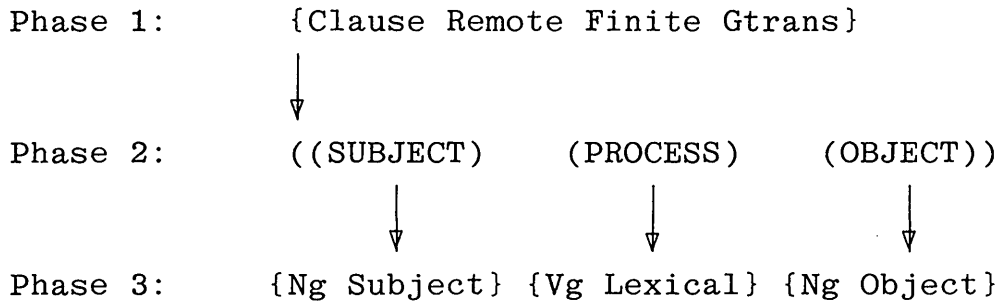 Phase 1: {Clause Remote Finite Gtrans}
Phase 2: ((SUBJECT) (PROCESS) (OBJECT))
Phase 3: {Ng Subject} {Vg Lexical} {Ng Object}